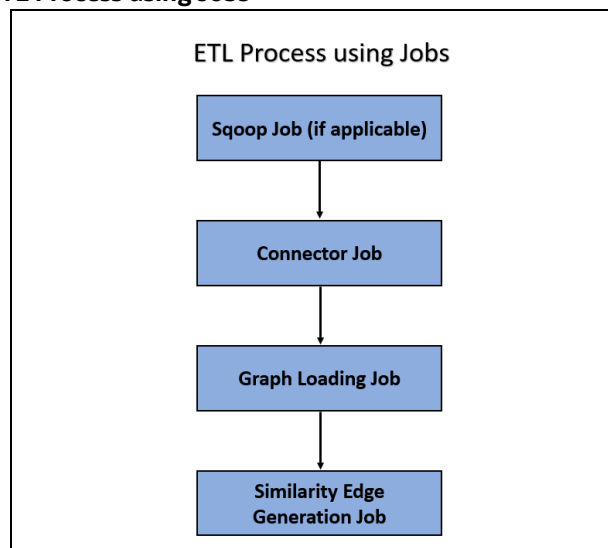 ETL Process using Jobs
Sqoop Job (if applicable)
Connector Job
Graph Loading Job
Similarity Edge
Generation Job